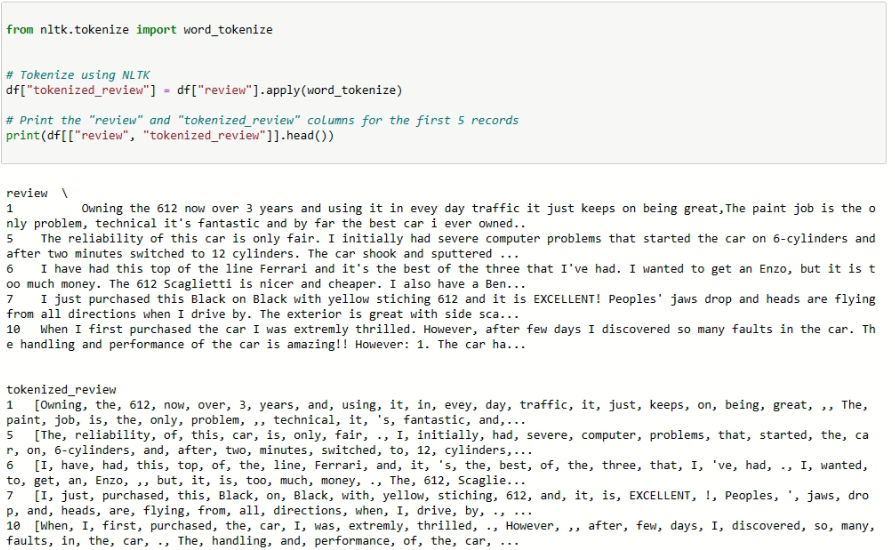 from nltk.tokenize import word_tokenize
# Tokenize using NLTK
df["tokenized_review"] = df["review"].apply(word_tokenize)
# Print the "review" and "tokenized_review" columns for the first 5 records
print(df[["review", "tokenized_review"]].head())
review  \
1          Owning the 612 now over 3 years and using it in evey day traffic it just keeps on being great,The paint job is the o
nly problem, technical it's fantastic and by far the best car i ever owned..
5    The reliability of this car is only fair. I initially had severe computer problems that started the car on 6-cylinders and
after two minutes switched to 12 cylinders. The car shook and sputtered ...
6    I have had this top of the line Ferrari and it's the best of the three that I've had. I wanted to get an Enzo, but it is t
oo much money. The 612 Scaglietti is nicer and cheaper. I also have a Ben...
7    I just purchased this Black on Black with yellow stiching 612 and it is EXCELLENT! Peoples' jaws drop and heads are flying
from all directions when I drive by. The exterior is great with side sca...
10   When I first purchased the car I was extremly thrilled. However, after few days I discovered so many faults in the car. Th
e handling and performance of the car is amazing!! However: 1. The car ha...
tokenized_review
1   [Owning, the, 612, now, over, 3, years, and, using, it, in, evey, day, traffic, it, just, keeps, on, being, great, ,, The,
paint, job, is, the, only, problem, ,, technical, it, 's, fantastic, and,...
5   [The, reliability, of, this, car, is, only, fair, ., I, initially, had, severe, computer, problems, that, started, the, ca
r, on, 6-cylinders, and, after, two, minutes, switched, to, 12, cylinders,...
6   [I, have, had, this, top, of, the, line, Ferrari, and, it, 's, the, best, of, the, three, that, I, 've, had, ., I, wanted,
to, get, an, Enzo, ,, but, it, is, too, much, money, ., The, 612, Scaglie...
7   [I, just, purchased, this, Black, on, Black, with, yellow, stiching, 612, and, it, is, EXCELLENT, !, Peoples, ', jaws, dro
p, and, heads, are, flying, from, all, directions, when, I, drive, by, ., ...
10  [When, I, first, purchased, the, car, I, was, extremly, thrilled, ., However, ,, after, few, days, I, discovered, so, many,
faults, in, the, car, ., The, handling, and, performance, of, the, car, ...